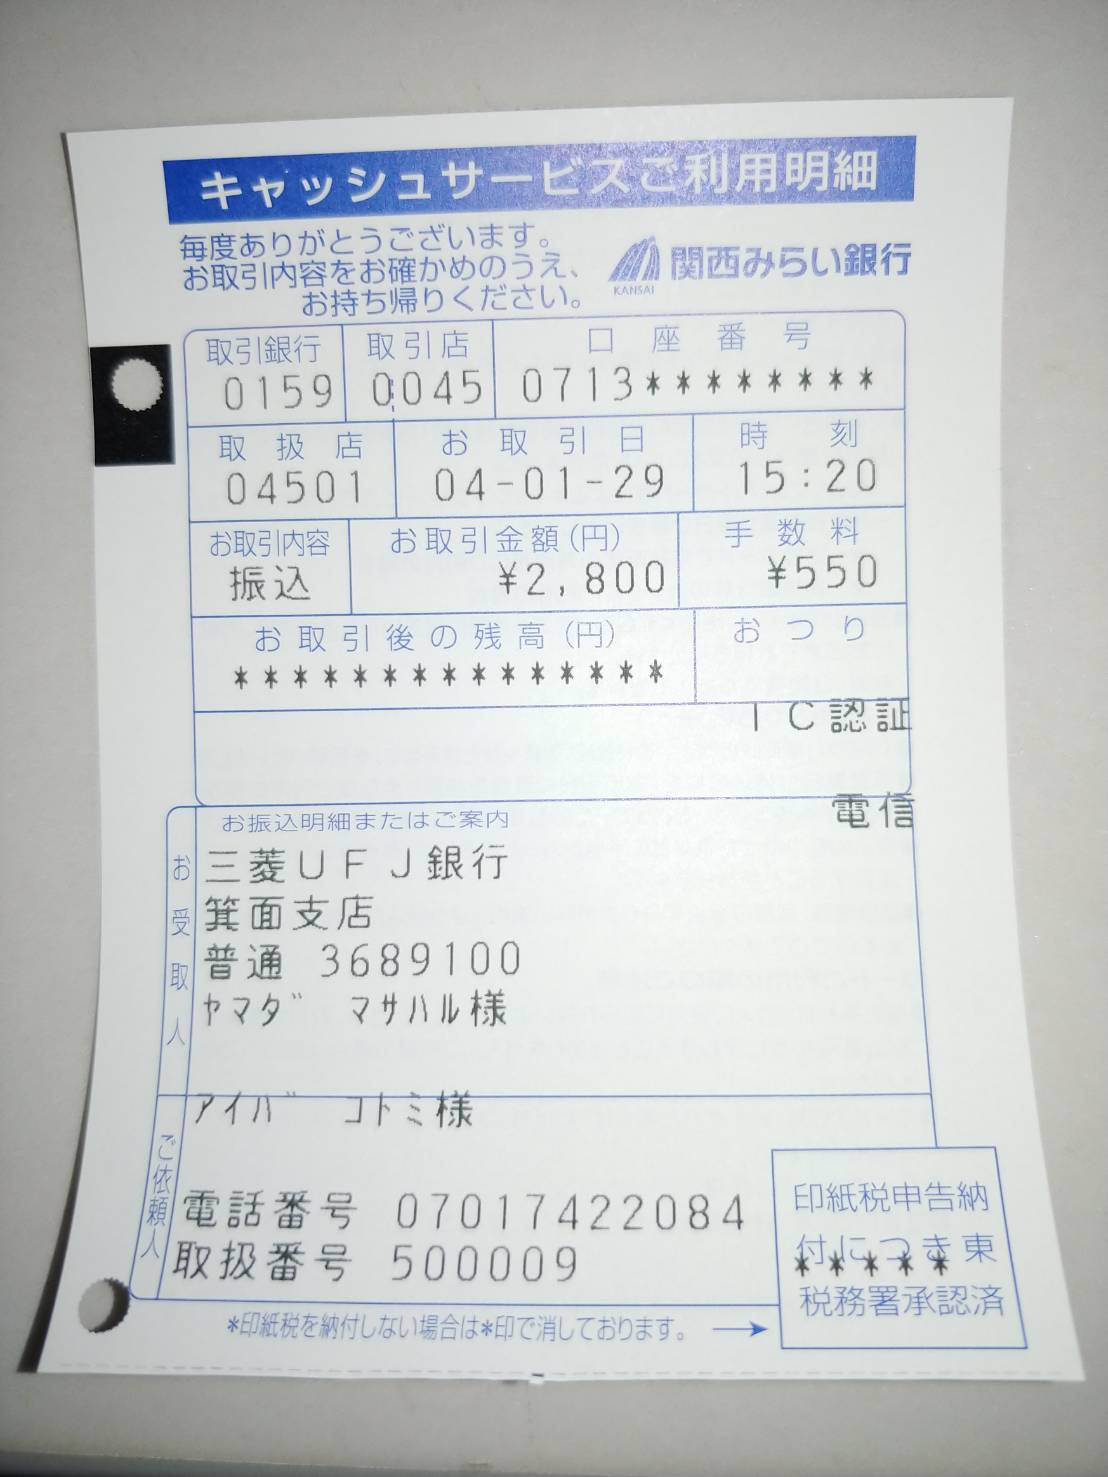 キャッシュサービスご利用明細
毎度ありがとうございます。
お取引内容をお確かめのうえ、
お持ち帰りください。
KANSAI
関西みらい銀行
取引銀行 取引店 口座番号
0159 0045 0713********
取扱店 お取引日 時刻
04501 04-01-29 15:20
お取引内容 お取引金額(円) 手数料
振込 ¥2,800 ¥550
お取引後の残高(円) おつり
***************
IC認証
電信
お振込明細またはご案内
お受取人
三菱UFJ銀行
箕面支店
普通 3689100
ヤマダ マサハル様
ご依頼人
アイバ コトミ様
電話番号 07017422084
取扱番号 500009
印紙税申告納
付につき東
*****
税務署承認済
*印紙税を納付しない場合は*印で消しております。 →